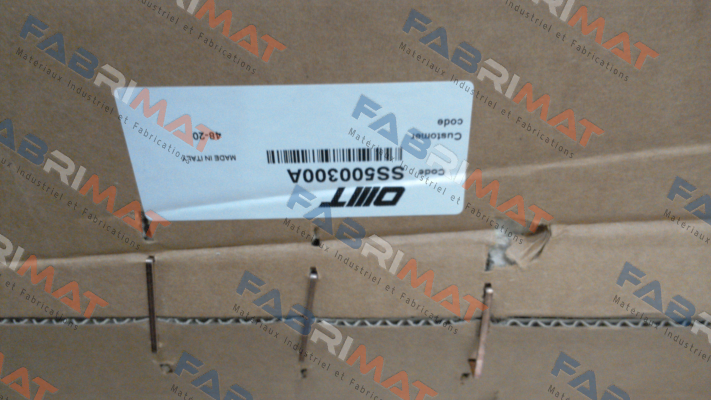 OMT
Code
SS500300A
MADE IN ITALY
Customer
code
48-20
FABRIMAT
Materiaux Industriel et Fabrications